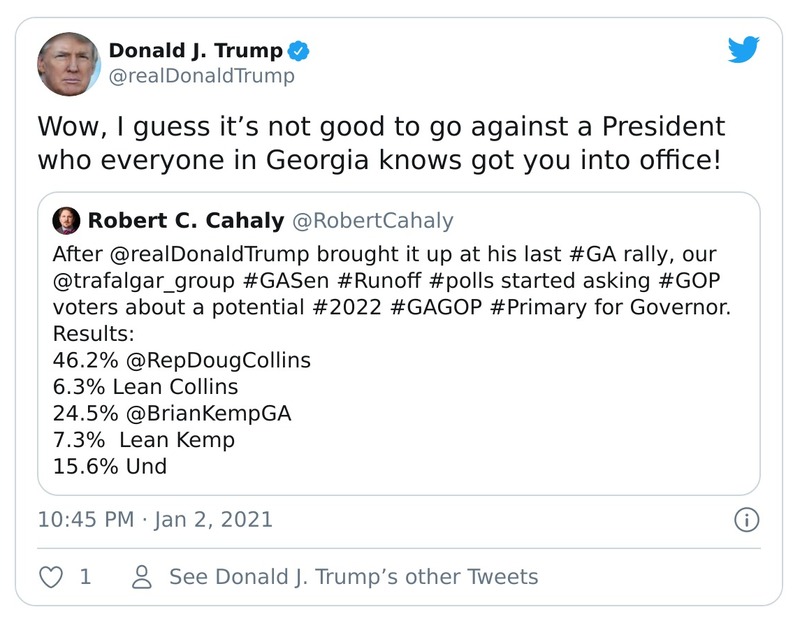 Donald J. Trump
@realDonaldTrump
Wow, I guess it’s not good to go against a President
who everyone in Georgia knows got you into office!
Robert C. Cahaly @RobertCahaly
After @realDonaldTrump brought it up at his last #GA rally, our
@trafalgar_group #GASen #Runoff #polls started asking #GOP
voters about a potential #2022 #GAGOP #Primary for Governor.
Results:
46.2% @RepDougCollins
6.3% Lean Collins
24.5% @BrianKempGA
7.3%  Lean Kemp
15.6% Und
10:45 PM · Jan 2, 2021
1 See Donald J. Trump’s other Tweets